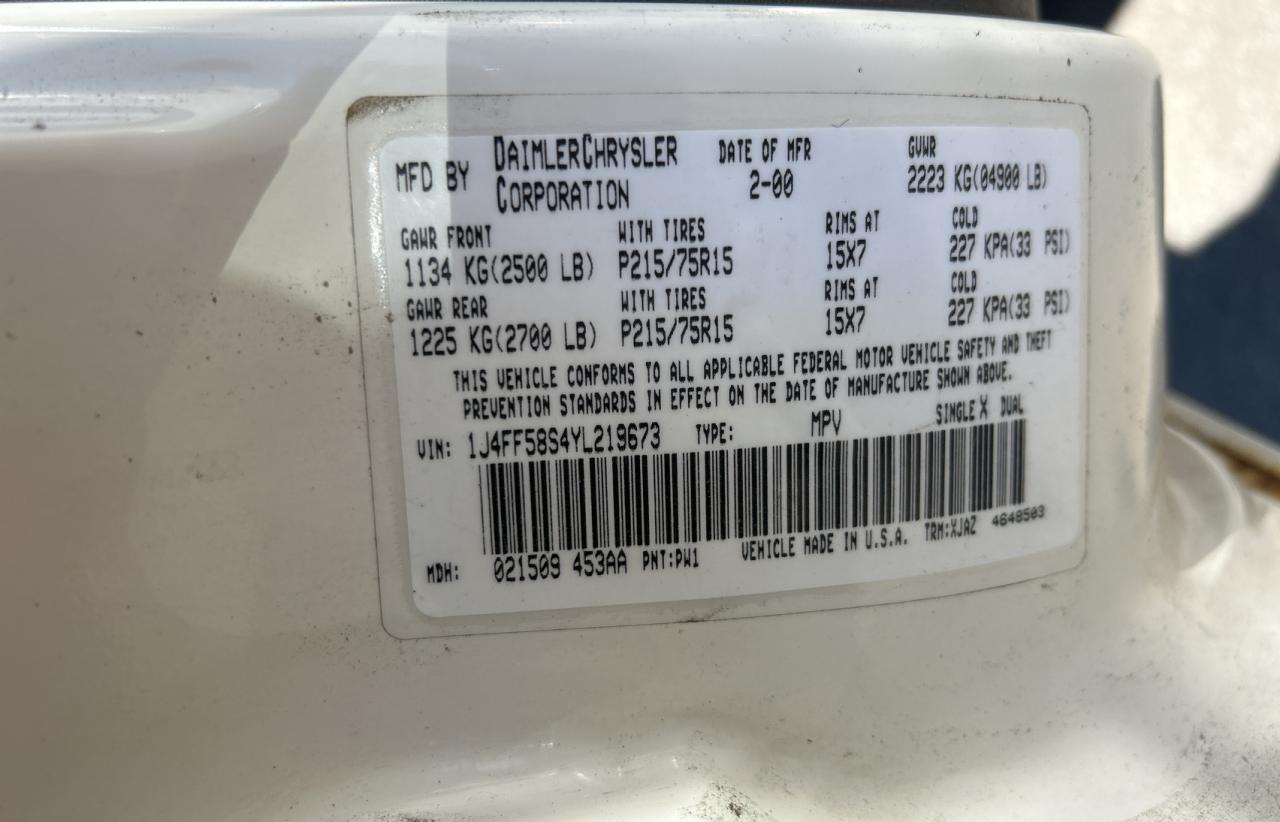 MFD BY DAIMLERCHRYSLER CORPORATION DATE OF MFR 2-00 GVWR 2223 KG(04900 LB)
GAWR FRONT WITH TIRES RIMS AT COLD
1134 KG(2500 LB) P215/75R15 15X7 227 KPA(33 PSI)
GAWR REAR WITH TIRES RIMS AT COLD
1225 KG(2700 LB) P215/75R15 15X7 227 KPA(33 PSI)
THIS VEHICLE CONFORMS TO ALL APPLICABLE FEDERAL MOTOR VEHICLE SAFETY AND THEFT
PREVENTION STANDARDS IN EFFECT ON THE DATE OF MANUFACTURE SHOWN ABOVE.
VIN: 1J4FF58S4YL219673 TYPE: MPV SINGLE X DUAL
MDH: 021509 453AA PNT:PW1 VEHICLE MADE IN U.S.A. TRM:XJAZ 4648503